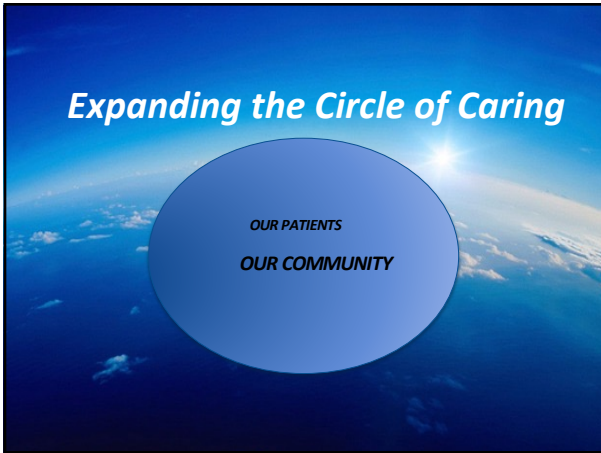 Expanding the Circle of Caring
OUR PATIENTS
OUR COMMUNITY